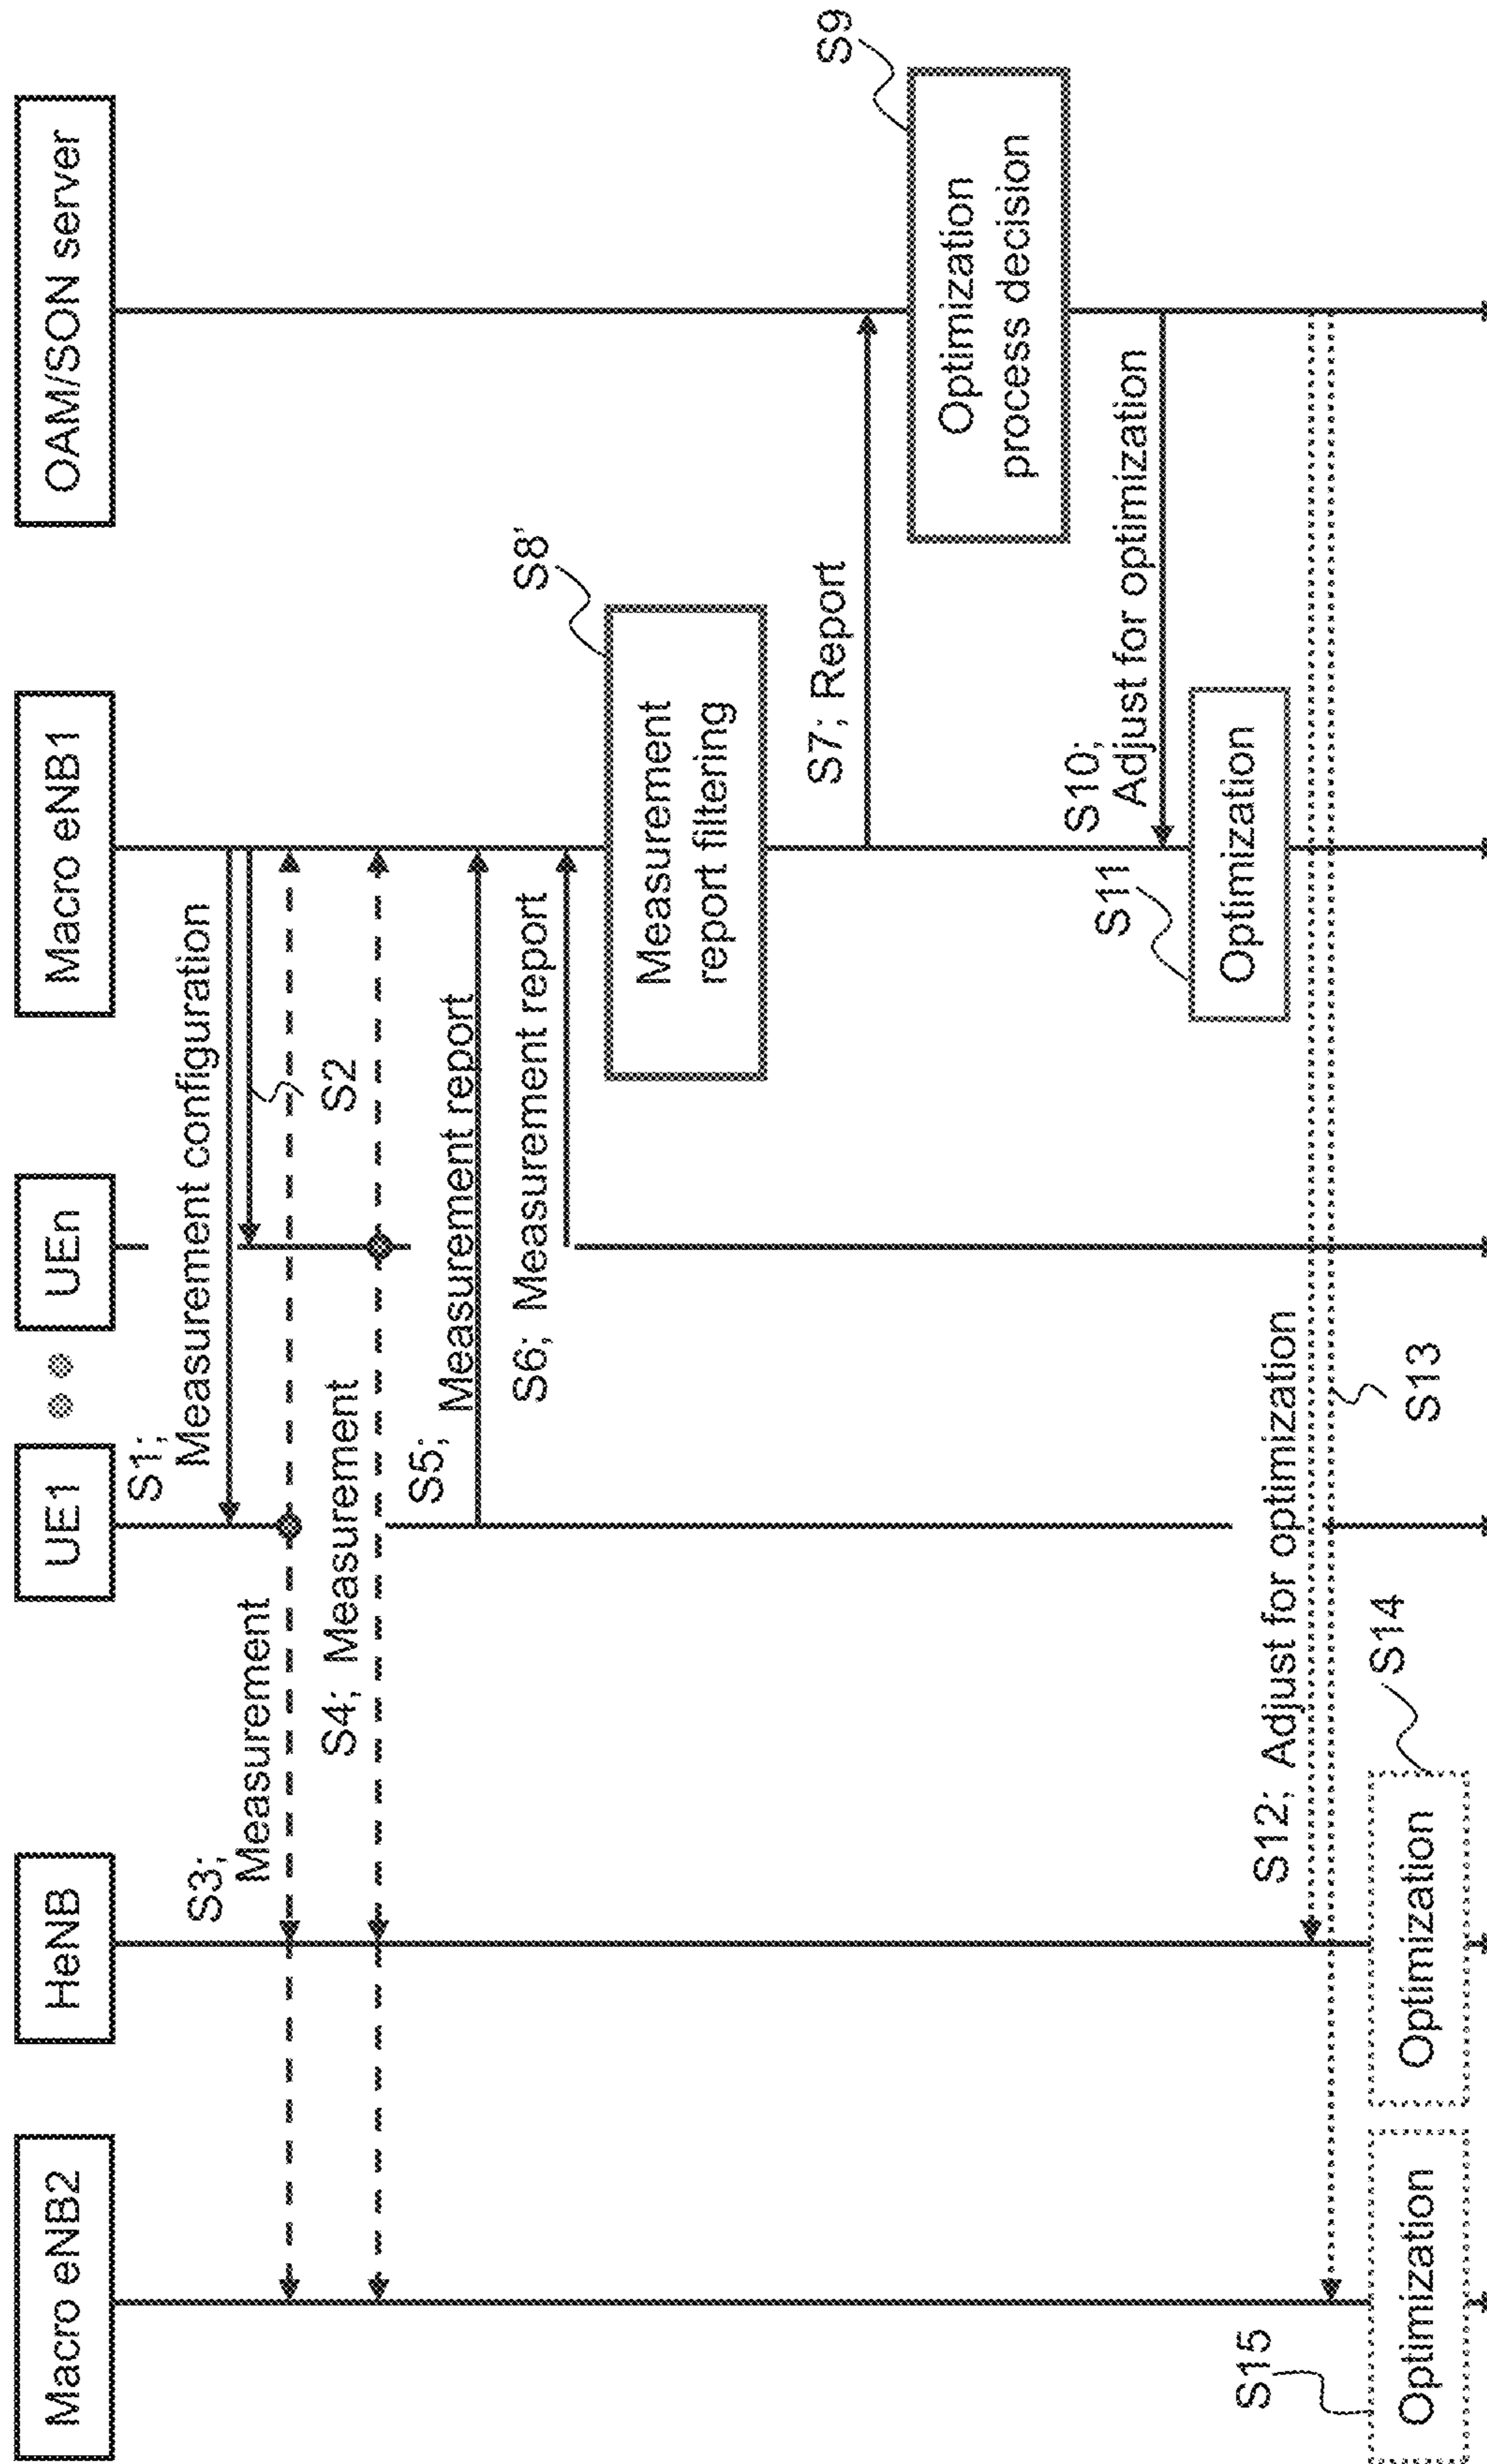 Macro eNB2
HeNB
UE1
UEn
Macro eNB1
OAM/SON server
S1;
Measurement configuration
S2
S3;
Measurement
S4; Measurement
S5;
Measurement report
S6; Measurement report
S8'
Measurement
report filtering
S7; Report
S9
Optimization
process decision
S10;
Adjust for optimization
S11
Optimization
S12; Adjust for optimization
S13
S14
Optimization
S15
Optimization